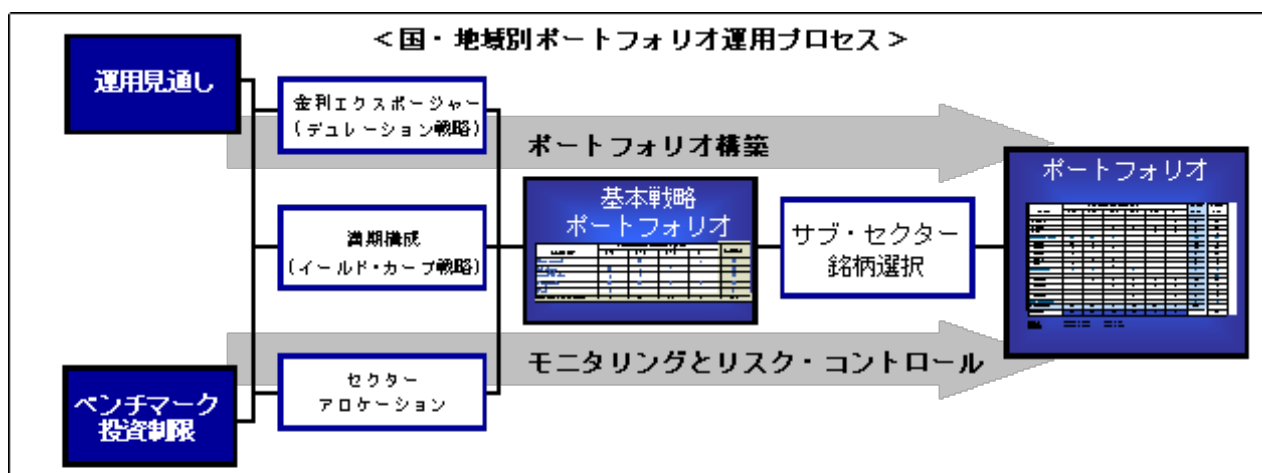 ＜国・地域別ポートフォリオ運用プロセス＞
運用見通し
金利エクスポージャー
(デュレーション戦略)
ポートフォリオ構築
ポートフォリオ
基本戦略
ポートフォリオ
満期構成
(イールド・カーブ戦略)
サブ・セクター
銘柄選択
モニタリングとリスク・コントロール
セクター
アロケーション
ベンチマーク
投資制限